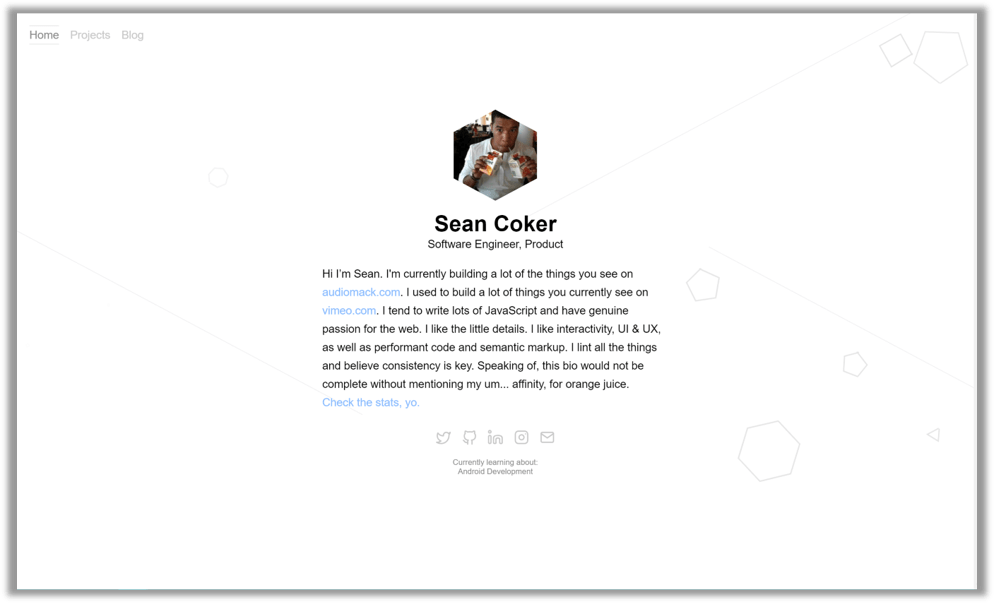 Home Projects Blog
Sean Coker
Software Engineer, Product
Hi I'm Sean. I'm currently building a lot of the things you see on
audiomack.com. I used to build a lot of things you currently see on
vimeo.com. I tend to write lots of JavaScript and have genuine
passion for the web. I like the little details. I like interactivity, UI & UX,
as well as performant code and semantic markup. I lint all the things
and believe consistency is key. Speaking of, this bio would not be
complete without mentioning my um... affinity, for orange juice.
Check the stats, yo.
Currently learning about:
Android Development